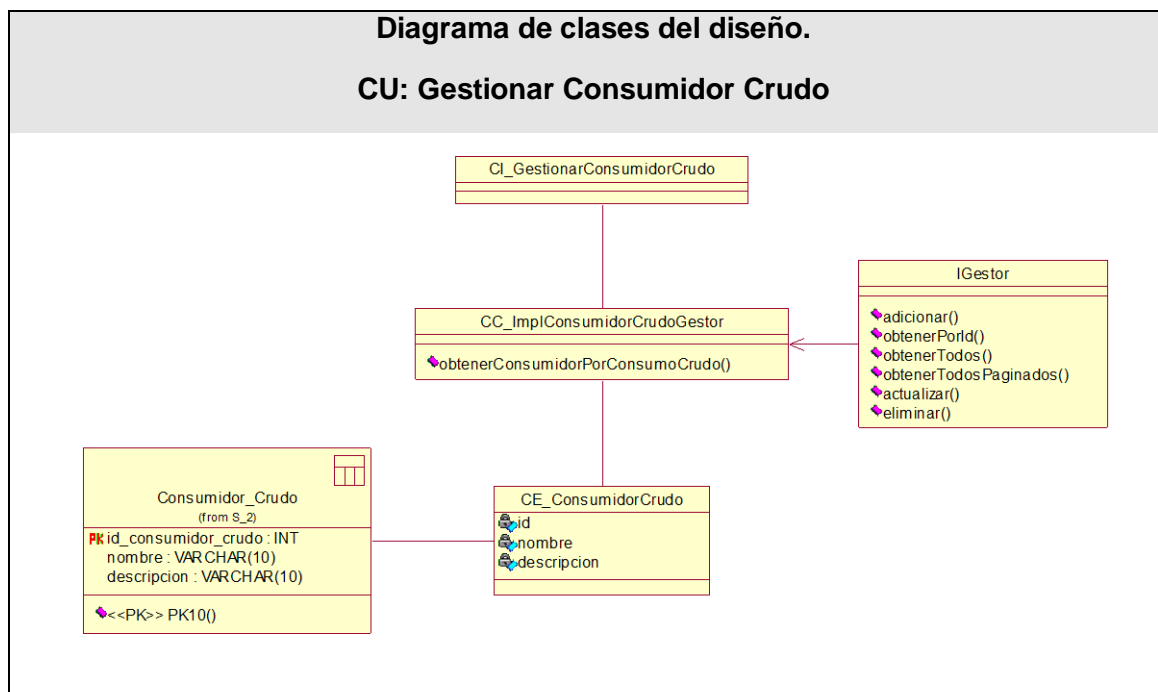 Diagrama de clases del diseño.
CU: Gestionar Consumidor Crudo
CI_GestionarConsumidorCrudo
IGestor
adicionar()
obtenerPorId()
obtenerTodos()
obtenerTodosPaginados()
actualizar()
eliminar()
CC_ImplConsumidorCrudoGestor
obtenerConsumidorPorConsumoCrudo()
Consumidor_Crudo
(from S_2)
PK id_consumidor_crudo : INT
nombre : VARCHAR(10)
descripcion : VARCHAR(10)
<<PK>> PK10()
CE_ConsumidorCrudo
id
nombre
descripcion